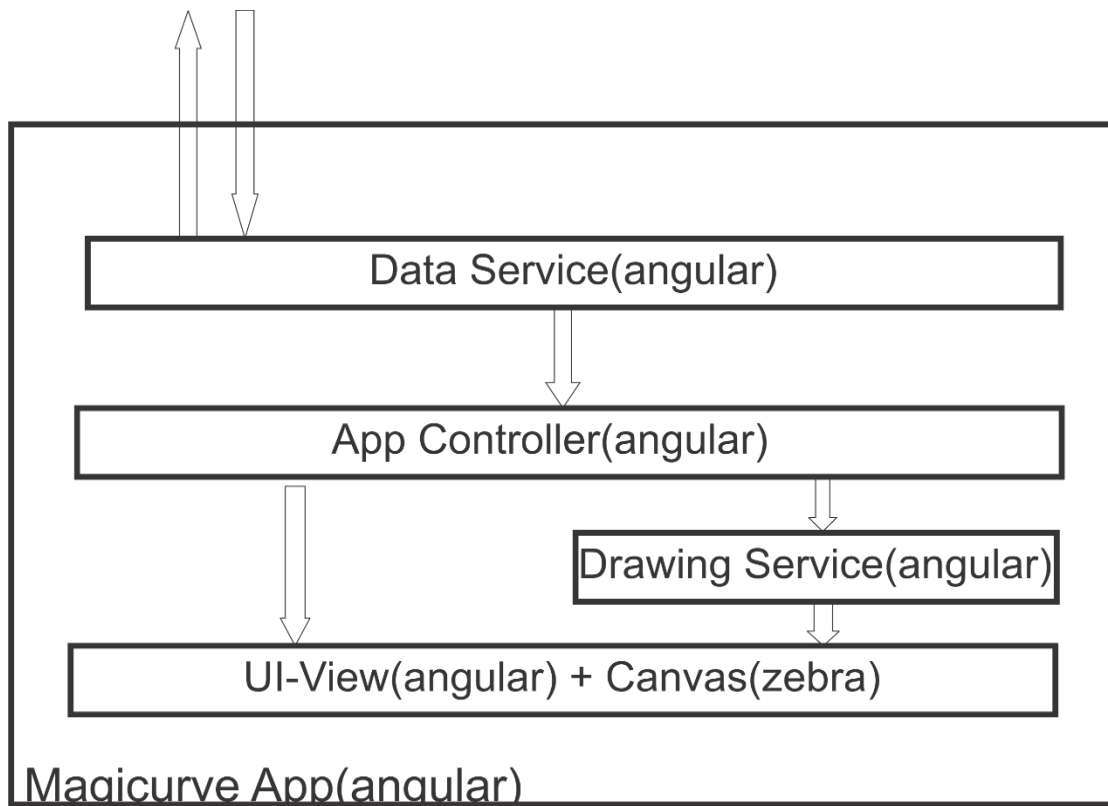 Data Service(angular)
App Controller(angular)
Drawing Service(angular)
UI-View(angular) + Canvas(zebra)
Magicurve App(angular)